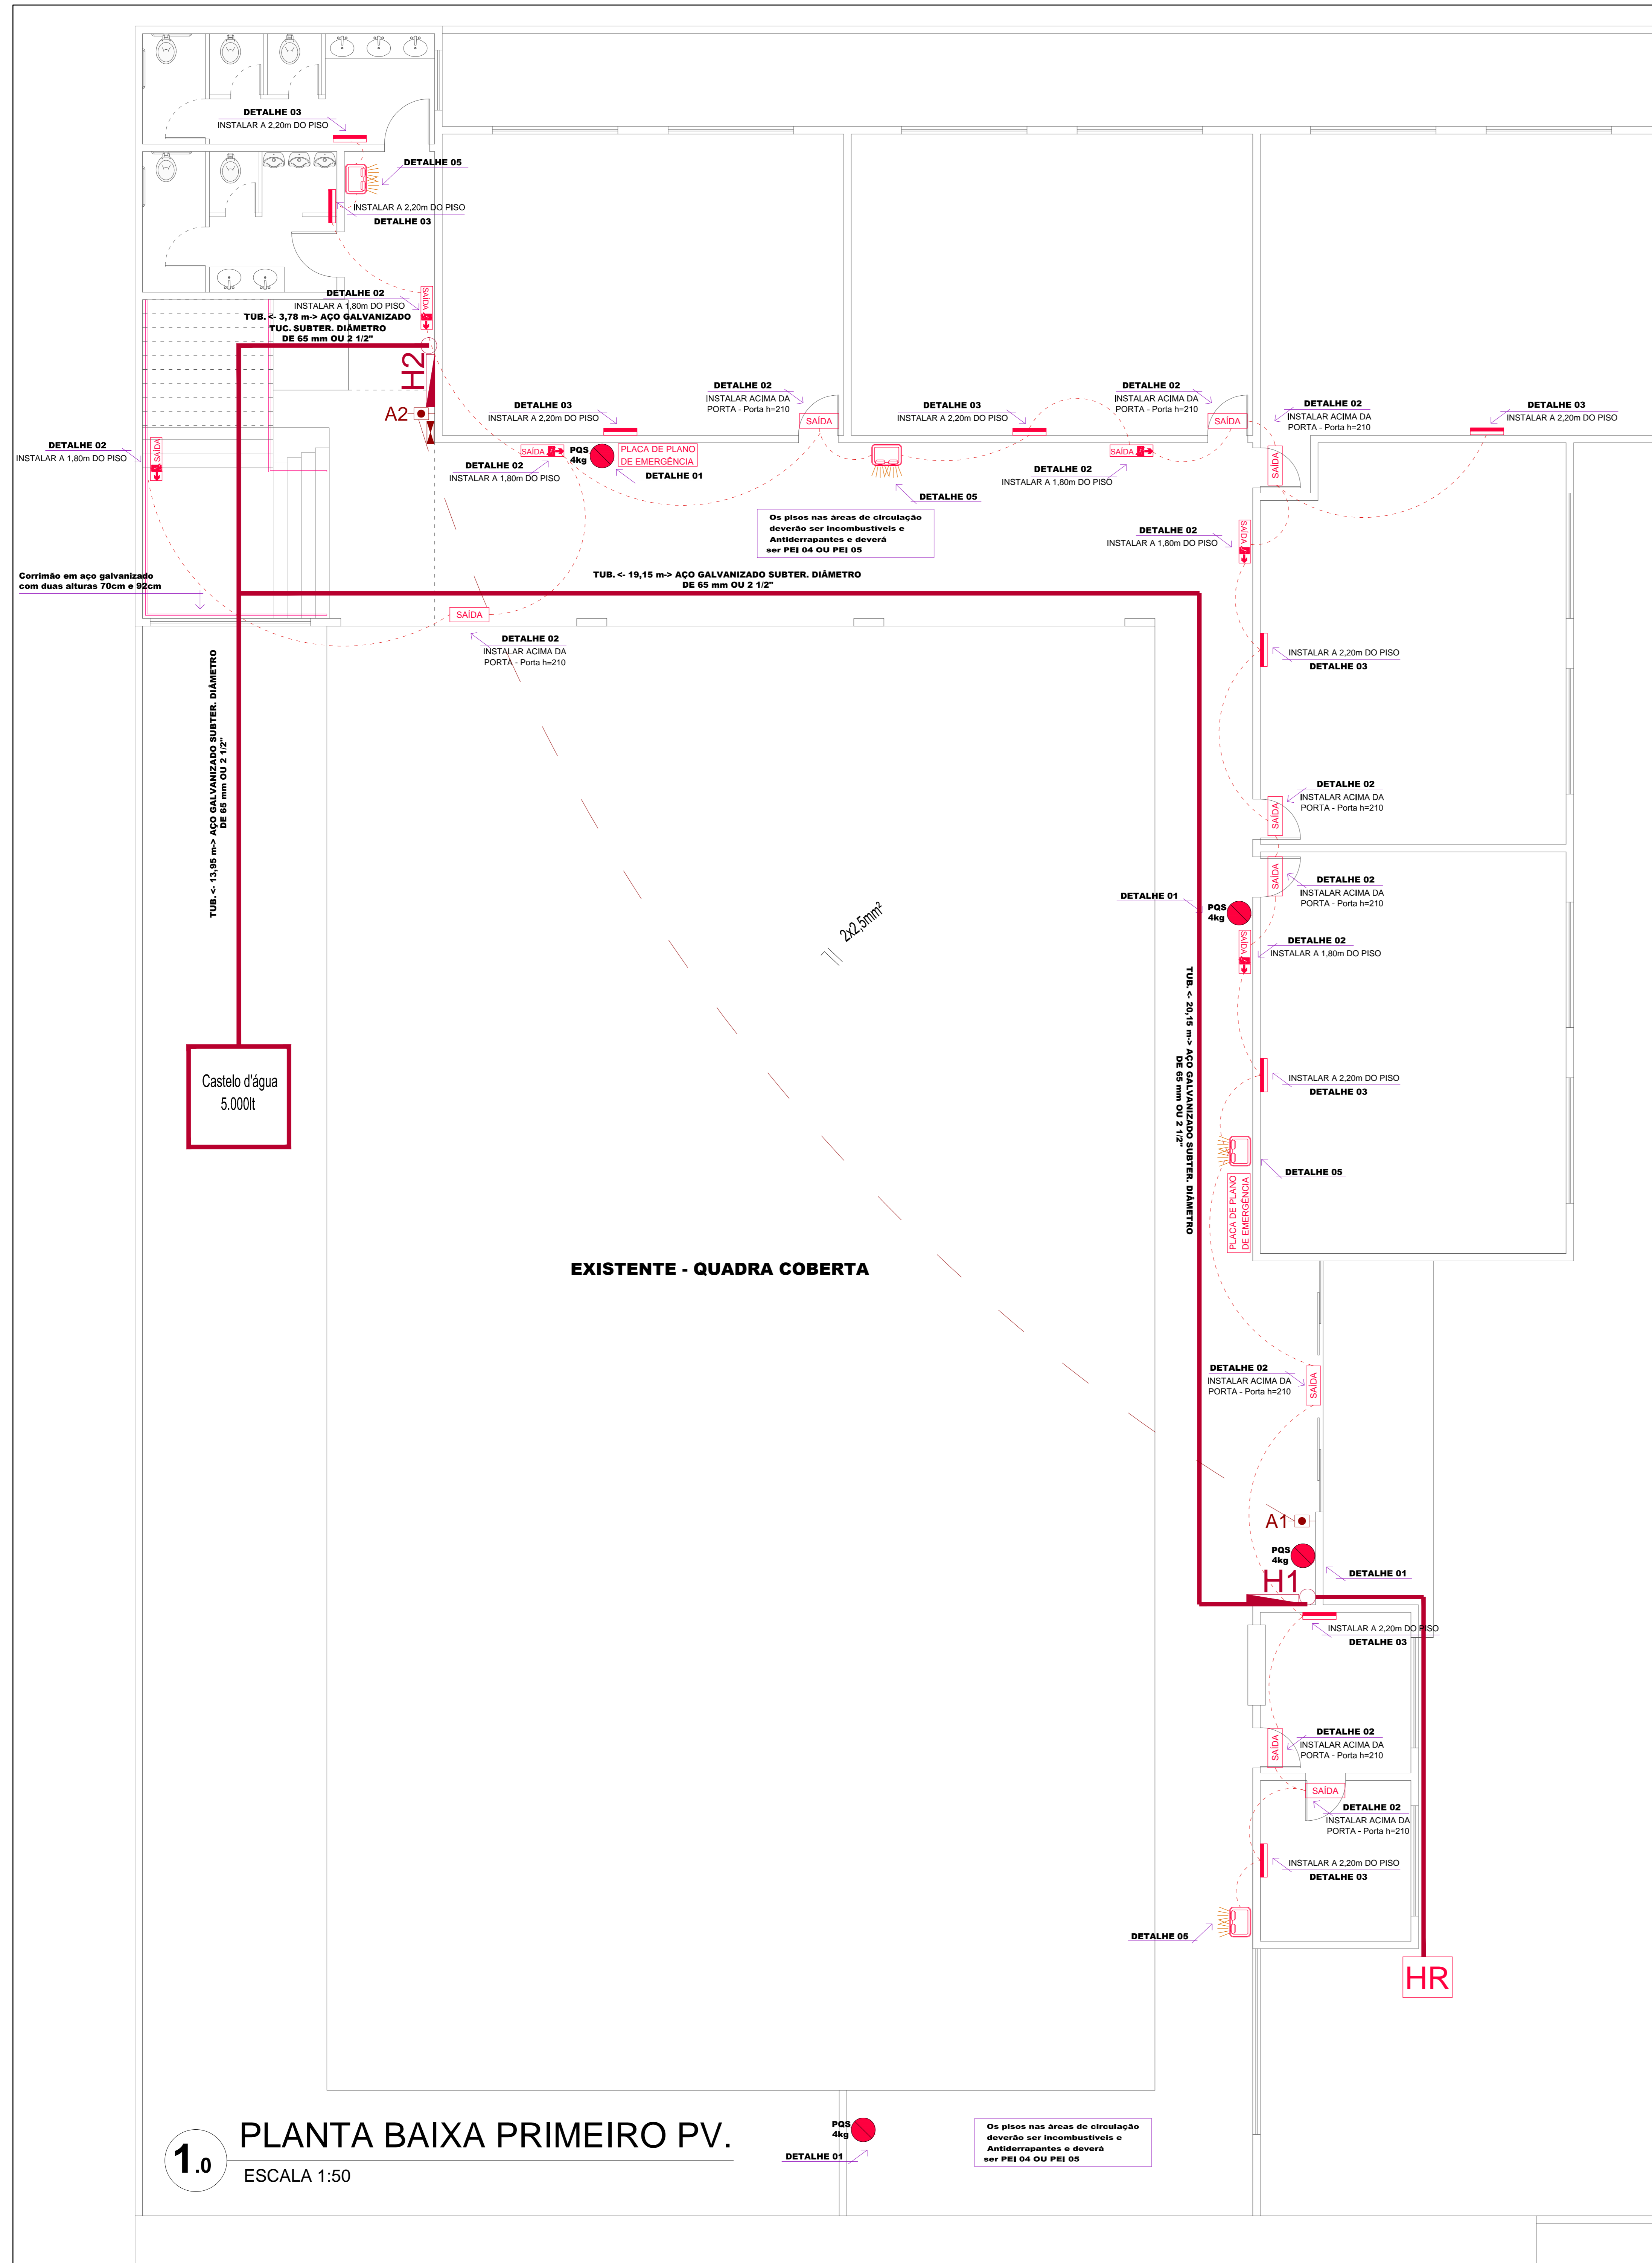 DETALHE 03
INSTALAR A 2,20m DO PISO
DETALHE 05
INSTALAR A 2,20m DO PISO
DETALHE 03
DETALHE 02
INSTALAR A 1,80m DO PISO
SAÍDA
TUB. <- 3,78 m-> AÇO GALVANIZADO
TUC. SUBTER. DIÂMETRO
DE 65 mm OU 2 1/2"
H2
A2
DETALHE 02
INSTALAR A 1,80m DO PISO
SAÍDA
DETALHE 03
INSTALAR A 2,20m DO PISO
DETALHE 02
INSTALAR ACIMA DA
PORTA - Porta h=210
SAÍDA
DETALHE 03
INSTALAR A 2,20m DO PISO
DETALHE 02
INSTALAR ACIMA DA
PORTA - Porta h=210
SAÍDA
DETALHE 02
INSTALAR ACIMA DA
PORTA - Porta h=210
SAÍDA
DETALHE 03
INSTALAR A 2,20m DO PISO
SAÍDA
DETALHE 02
INSTALAR A 1,80m DO PISO
PQS
4kg
PLACA DE PLANO
DE EMERGÊNCIA
DETALHE 01
DETALHE 05
SAÍDA
DETALHE 02
INSTALAR A 1,80m DO PISO
Os pisos nas áreas de circulação
deverão ser incombustíveis e
Antiderrapantes e deverá
ser PEI 04 OU PEI 05
DETALHE 02
INSTALAR A 1,80m DO PISO
SAÍDA
Corrimão em aço galvanizado
com duas alturas 70cm e 92cm
TUB. <- 19,15 m-> AÇO GALVANIZADO SUBTER. DIÂMETRO
DE 65 mm OU 2 1/2"
SAÍDA
DETALHE 02
INSTALAR ACIMA DA
PORTA - Porta h=210
INSTALAR A 2,20m DO PISO
DETALHE 03
TUB. <- 13,95 m-> AÇO GALVANIZADO SUBTER. DIÂMETRO
DE 65 mm OU 2 1/2"
DETALHE 02
INSTALAR ACIMA DA
PORTA - Porta h=210
SAÍDA
SAÍDA
DETALHE 02
INSTALAR ACIMA DA
PORTA - Porta h=210
DETALHE 01
PQS
4kg
2x2,5mm²
SAÍDA
DETALHE 02
INSTALAR A 1,80m DO PISO
TUB. <- 20,15 m-> AÇO GALVANIZADO SUBTER. DIÂMETRO
DE 65 mm OU 2 1/2"
Castelo d'água
5.000lt
INSTALAR A 2,20m DO PISO
DETALHE 03
DETALHE 05
PLACA DE PLANO
DE EMERGÊNCIA
EXISTENTE - QUADRA COBERTA
DETALHE 02
INSTALAR ACIMA DA
PORTA - Porta h=210
SAÍDA
A1
PQS
4kg
DETALHE 01
H1
INSTALAR A 2,20m DO PISO
DETALHE 03
SAÍDA
DETALHE 02
INSTALAR ACIMA DA
PORTA - Porta h=210
SAÍDA
DETALHE 02
INSTALAR ACIMA DA
PORTA - Porta h=210
INSTALAR A 2,20m DO PISO
DETALHE 03
DETALHE 05
HR
1.0
PLANTA BAIXA PRIMEIRO PV.
ESCALA 1:50
PQS
4kg
DETALHE 01
Os pisos nas áreas de circulação
deverão ser incombustíveis e
Antiderrapantes e deverá
ser PEI 04 OU PEI 05